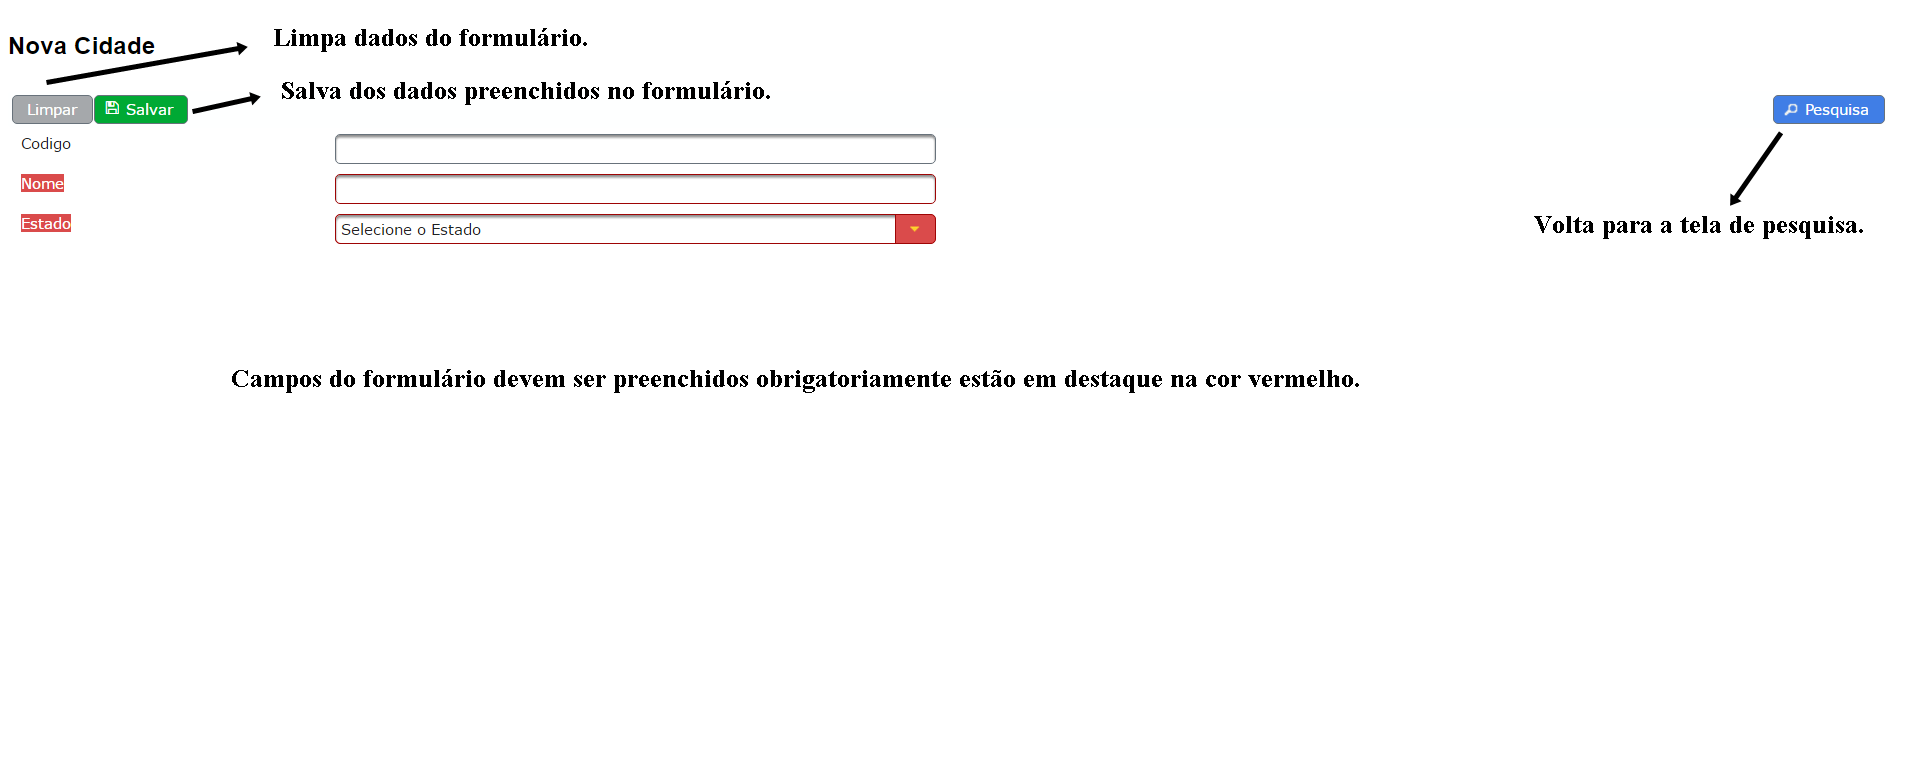 Limpa dados do formulário.
Nova Cidade
Salva dos dados preenchidos no formulário.
Limpar Salvar Pesquisa
Codigo
Nome
Estado Selecione o Estado
Volta para a tela de pesquisa.
Campos do formulário devem ser preenchidos obrigatoriamente estão em destaque na cor vermelho.